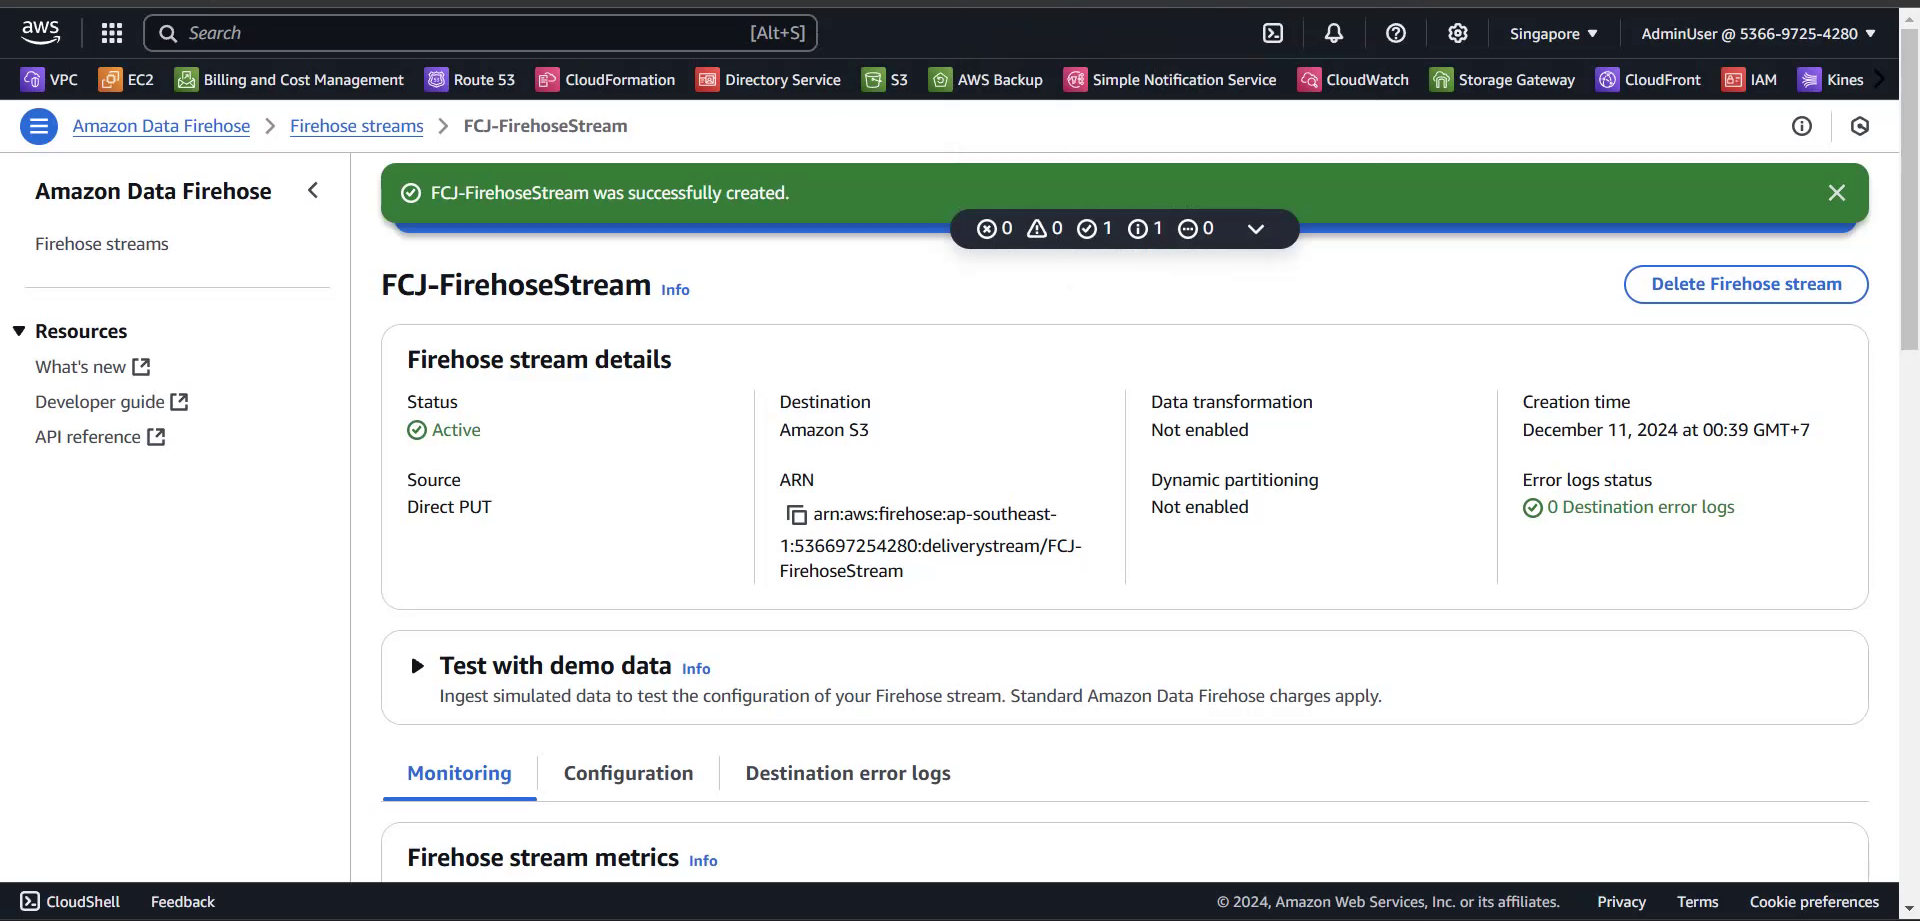 aws
Search
[Alt+S]
Singapore
AdminUser @ 5366-9725-4280
VPC
EC2
Billing and Cost Management
Route 53
CloudFormation
Directory Service
S3
AWS Backup
Simple Notification Service
CloudWatch
Storage Gateway
CloudFront
IAM
Kines
Amazon Data Firehose
Firehose streams
FCJ-FirehoseStream
Amazon Data Firehose
Firehose streams
Resources
What's new
Developer guide
API reference
FCJ-FirehoseStream was successfully created.
0 0 1 1 0
FCJ-FirehoseStream Info
Delete Firehose stream
Firehose stream details
Status
Active
Source
Direct PUT
Destination
Amazon S3
ARN
arn:aws:firehose:ap-southeast-
1:536697254280:deliverystream/FCJ-
FirehoseStream
Data transformation
Not enabled
Dynamic partitioning
Not enabled
Creation time
December 11, 2024 at 00:39 GMT+7
Error logs status
0 Destination error logs
Test with demo data Info
Ingest simulated data to test the configuration of your Firehose stream. Standard Amazon Data Firehose charges apply.
Monitoring
Configuration
Destination error logs
Firehose stream metrics Info
CloudShell
Feedback
© 2024, Amazon Web Services, Inc. or its affiliates.
Privacy
Terms
Cookie preferences